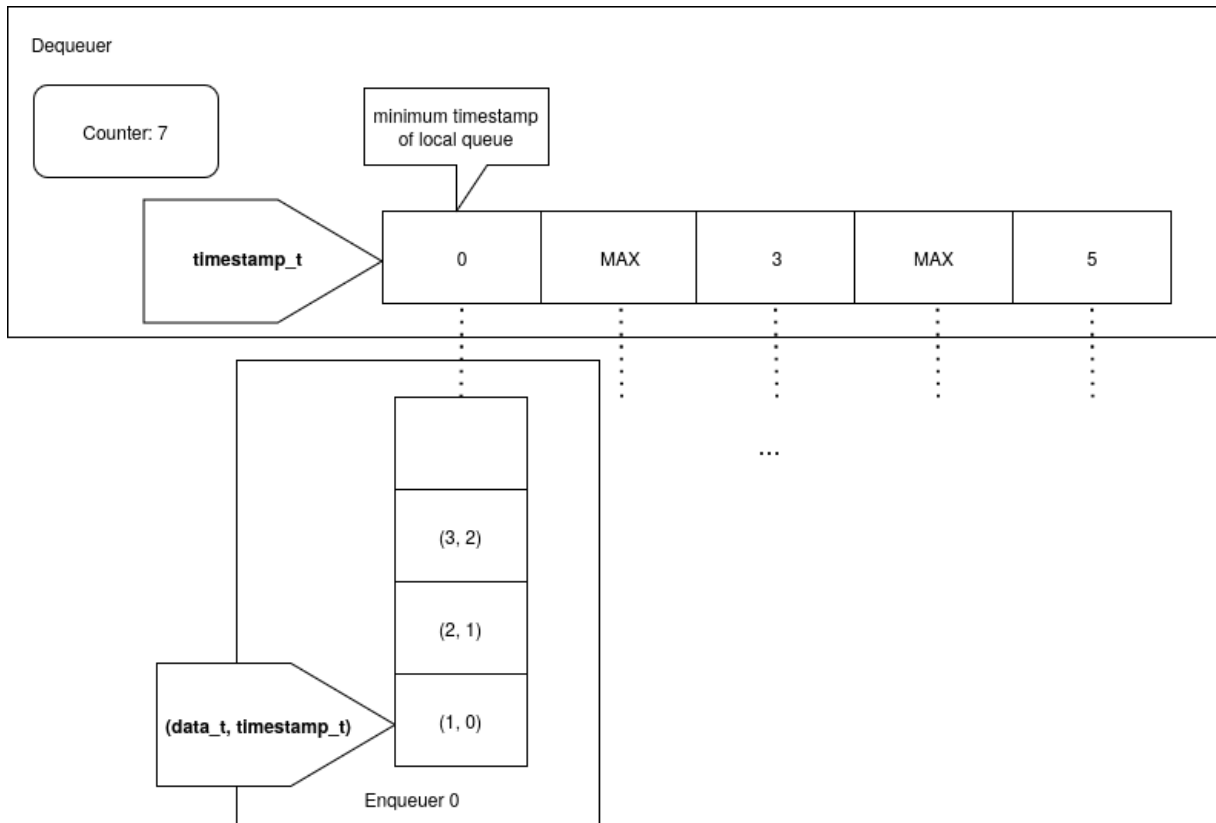 Dequeuer
Counter: 7
minimum timestamp
of local queue
timestamp_t
0
MAX
3
MAX
5
...
(3, 2)
(2, 1)
(data_t, timestamp_t)
(1, 0)
Enqueuer 0